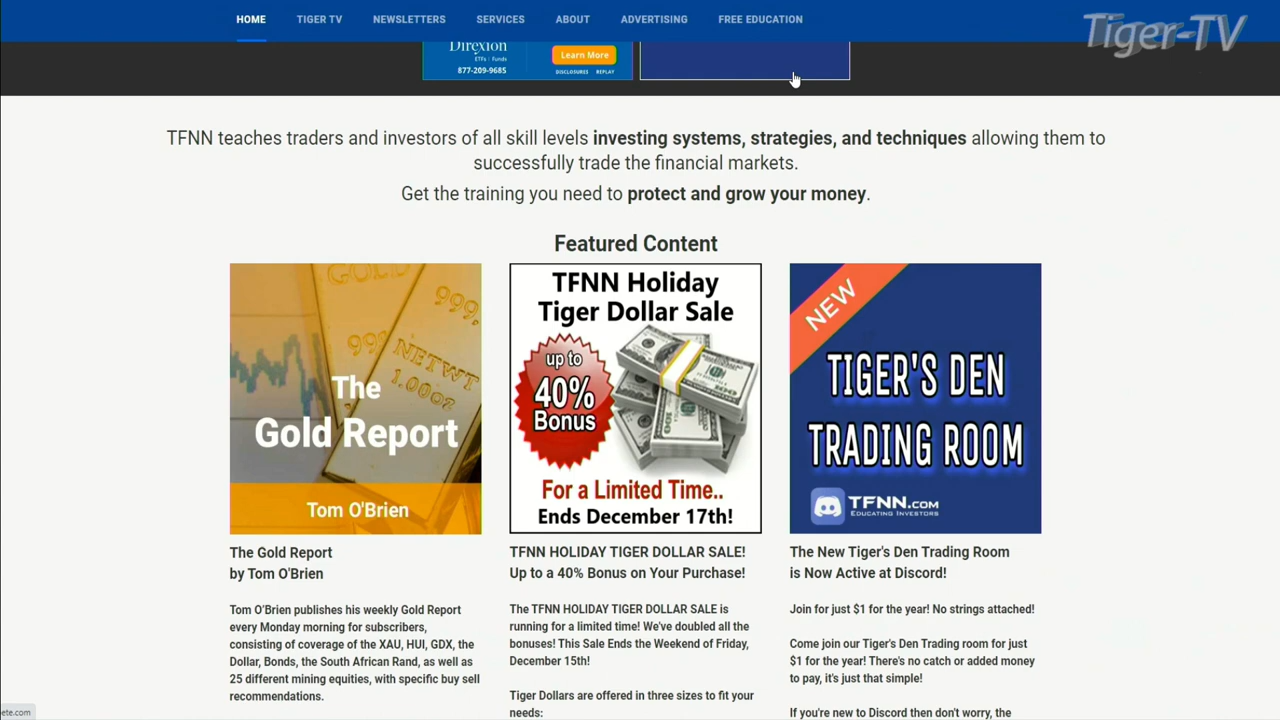 HOME TIGER TV NEWSLETTERS SERVICES ABOUT ADVERTISING FREE EDUCATION
Tiger-TV
Direxion
ETFs | Funds
877-209-9685
Learn More
DISCLOSURES REPLAY
TFNN teaches traders and investors of all skill levels investing systems, strategies, and techniques allowing them to
successfully trade the financial markets.
Get the training you need to protect and grow your money.
Featured Content
GOLD
999,
999
NETWT
1.00oz
The
Gold Report
Tom O'Brien
TFNN Holiday
Tiger Dollar Sale
up to
40%
Bonus
For a Limited Time..
Ends December 17th!
NEW
TIGER'S DEN
TRADING ROOM
TFNN.COM
EDUCATING INVESTORS
The Gold Report
by Tom O'Brien
Tom O'Brien publishes his weekly Gold Report
every Monday morning for subscribers,
consisting of coverage of the XAU, HUI, GDX, the
Dollar, Bonds, the South African Rand, as well as
25 different mining equities, with specific buy sell
recommendations.
TFNN HOLIDAY TIGER DOLLAR SALE!
Up to a 40% Bonus on Your Purchase!
The TFNN HOLIDAY TIGER DOLLAR SALE is
running for a limited time! We've doubled all the
bonuses! This Sale Ends the Weekend of Friday,
December 15th!
Tiger Dollars are offered in three sizes to fit your
needs:
The New Tiger's Den Trading Room
is Now Active at Discord!
Join for just $1 for the year! No strings attached!
Come join our Tiger's Den Trading room for just
$1 for the year! There's no catch or added money
to pay, it's just that simple!
If you're new to Discord then don't worry, the
ete.com